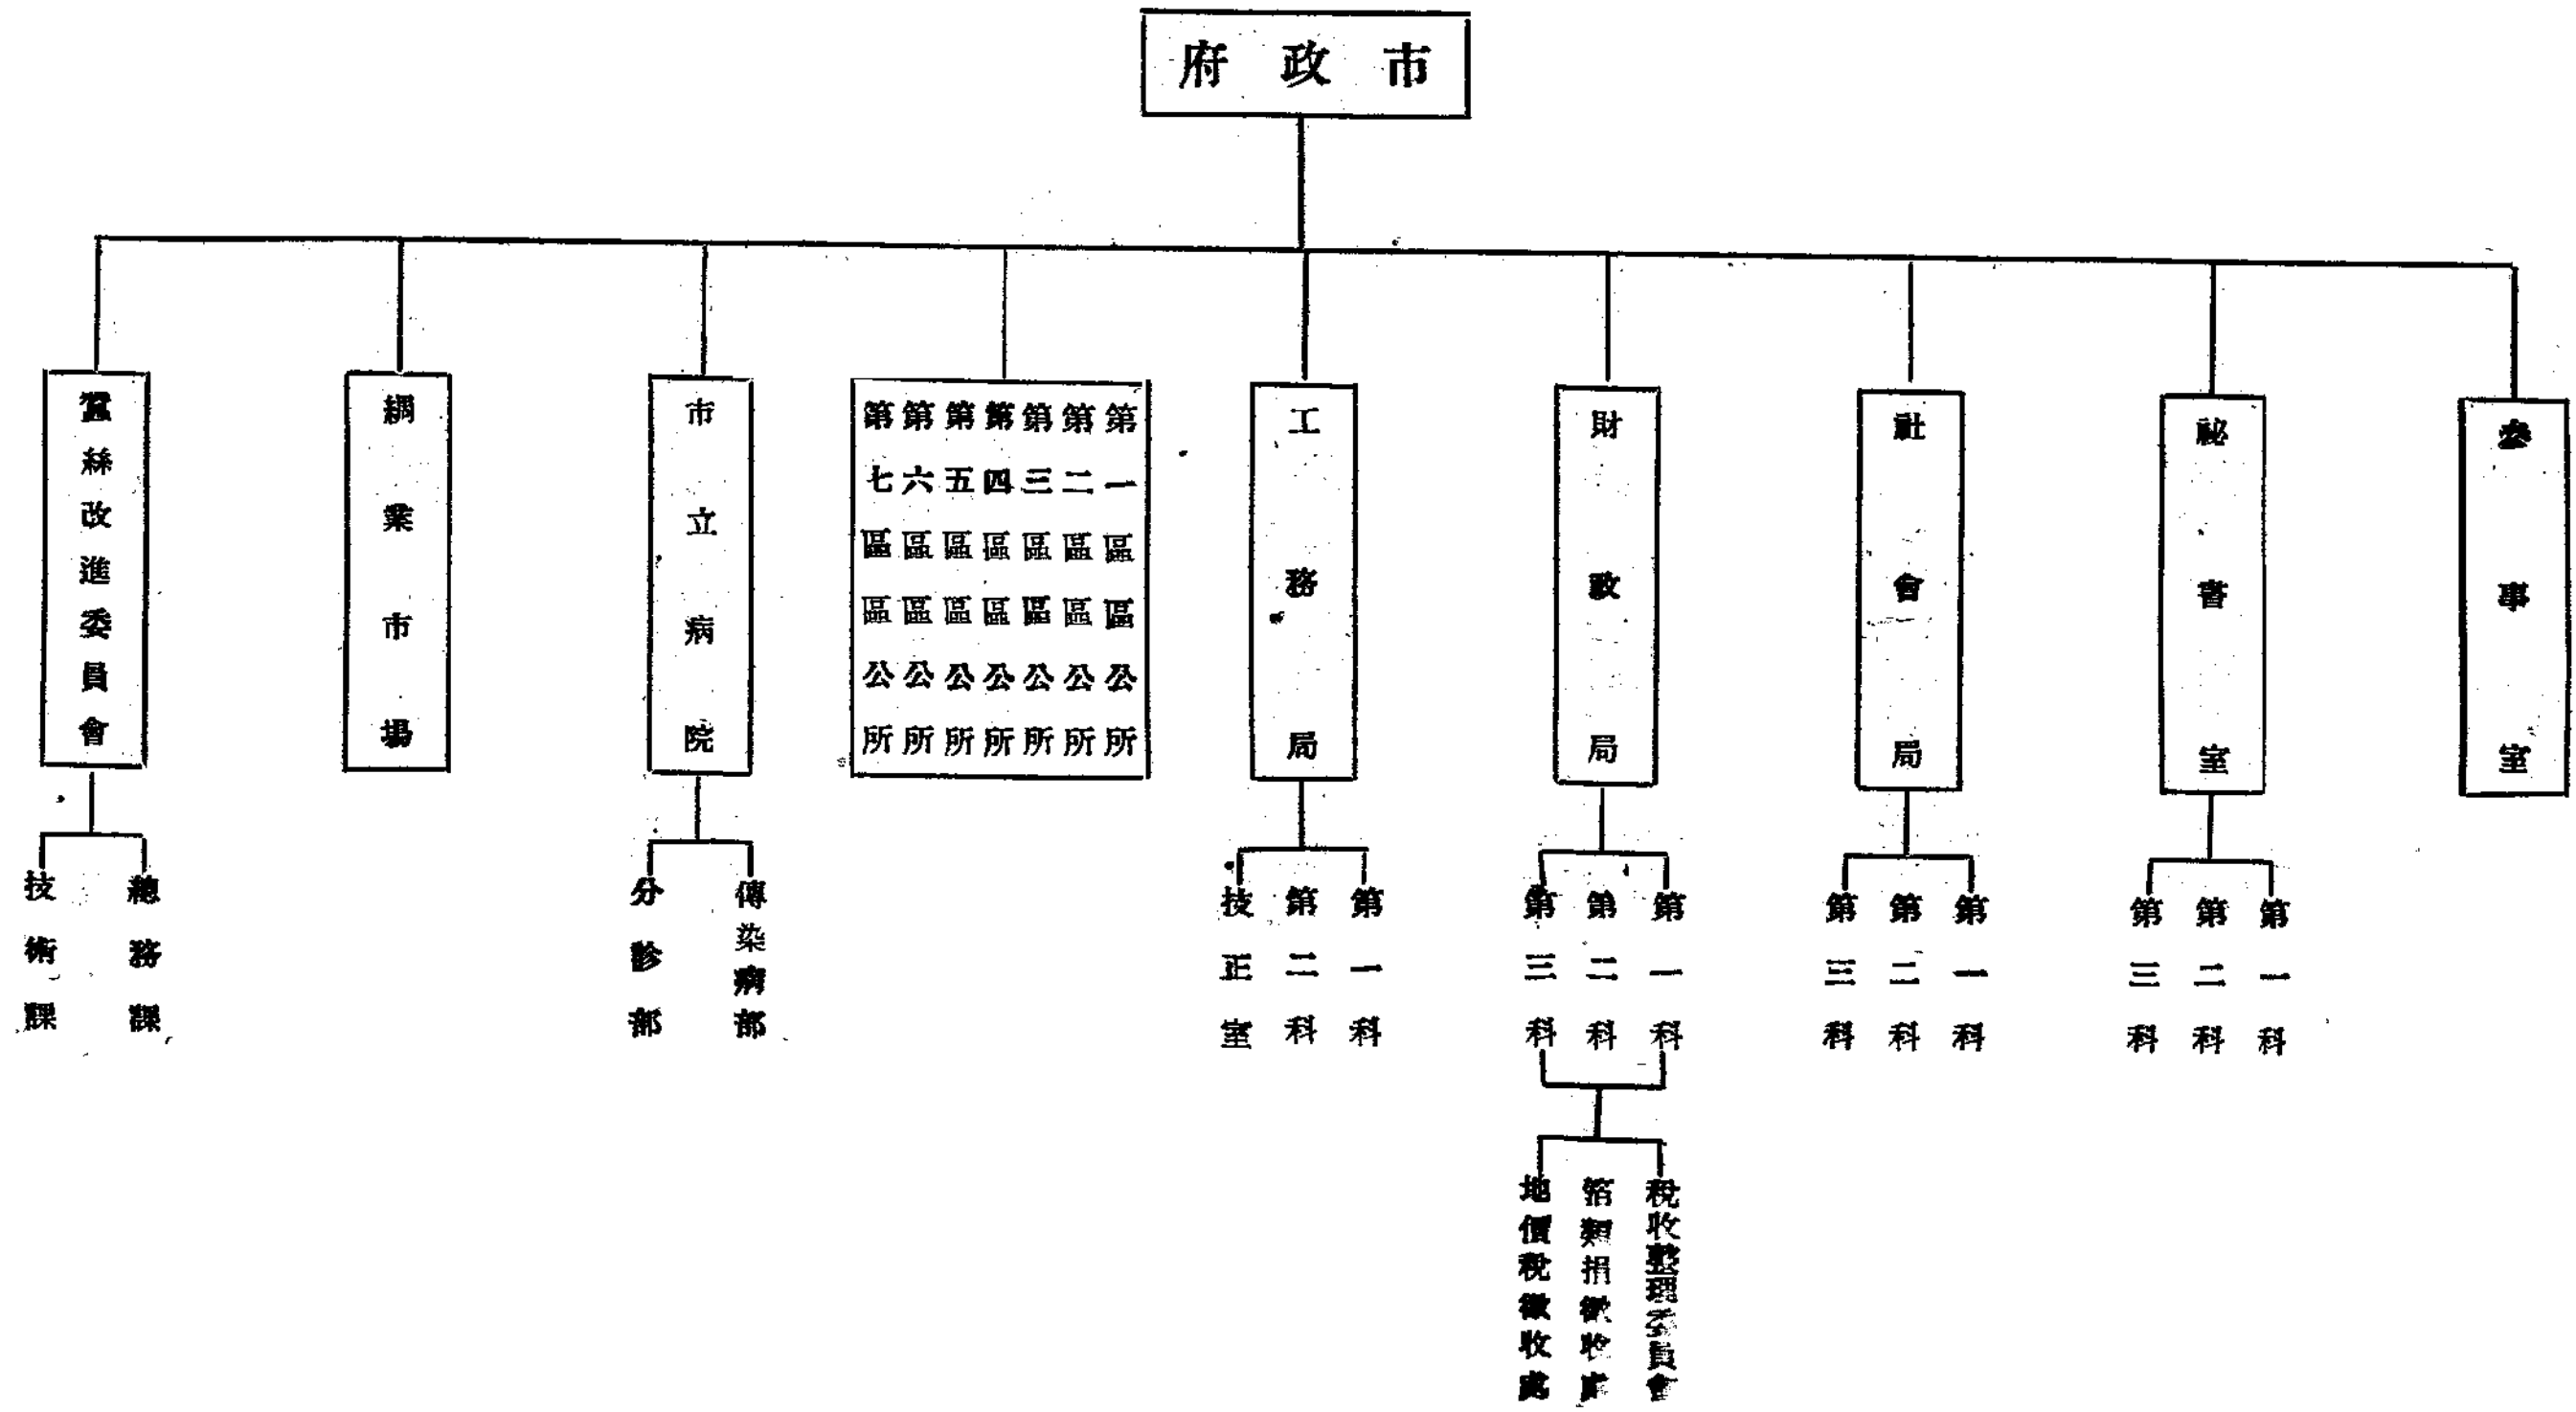 市政府
參事室
祕書室
社會局
財政局
工務局
第一區區公所
第二區區公所
第三區區公所
第四區區公所
第五區區公所
第六區區公所
第七區區公所
市立病院
綢業市場
蠶絲改進委員會
第一科
第二科
第三科
第一科
第二科
第三科
第一科
第二科
第三科
第一科
第二科
技正室
傳染病部
分診部
總務課
技術課
稅收整理委員會
箔類捐徵收處
地價稅徵收處